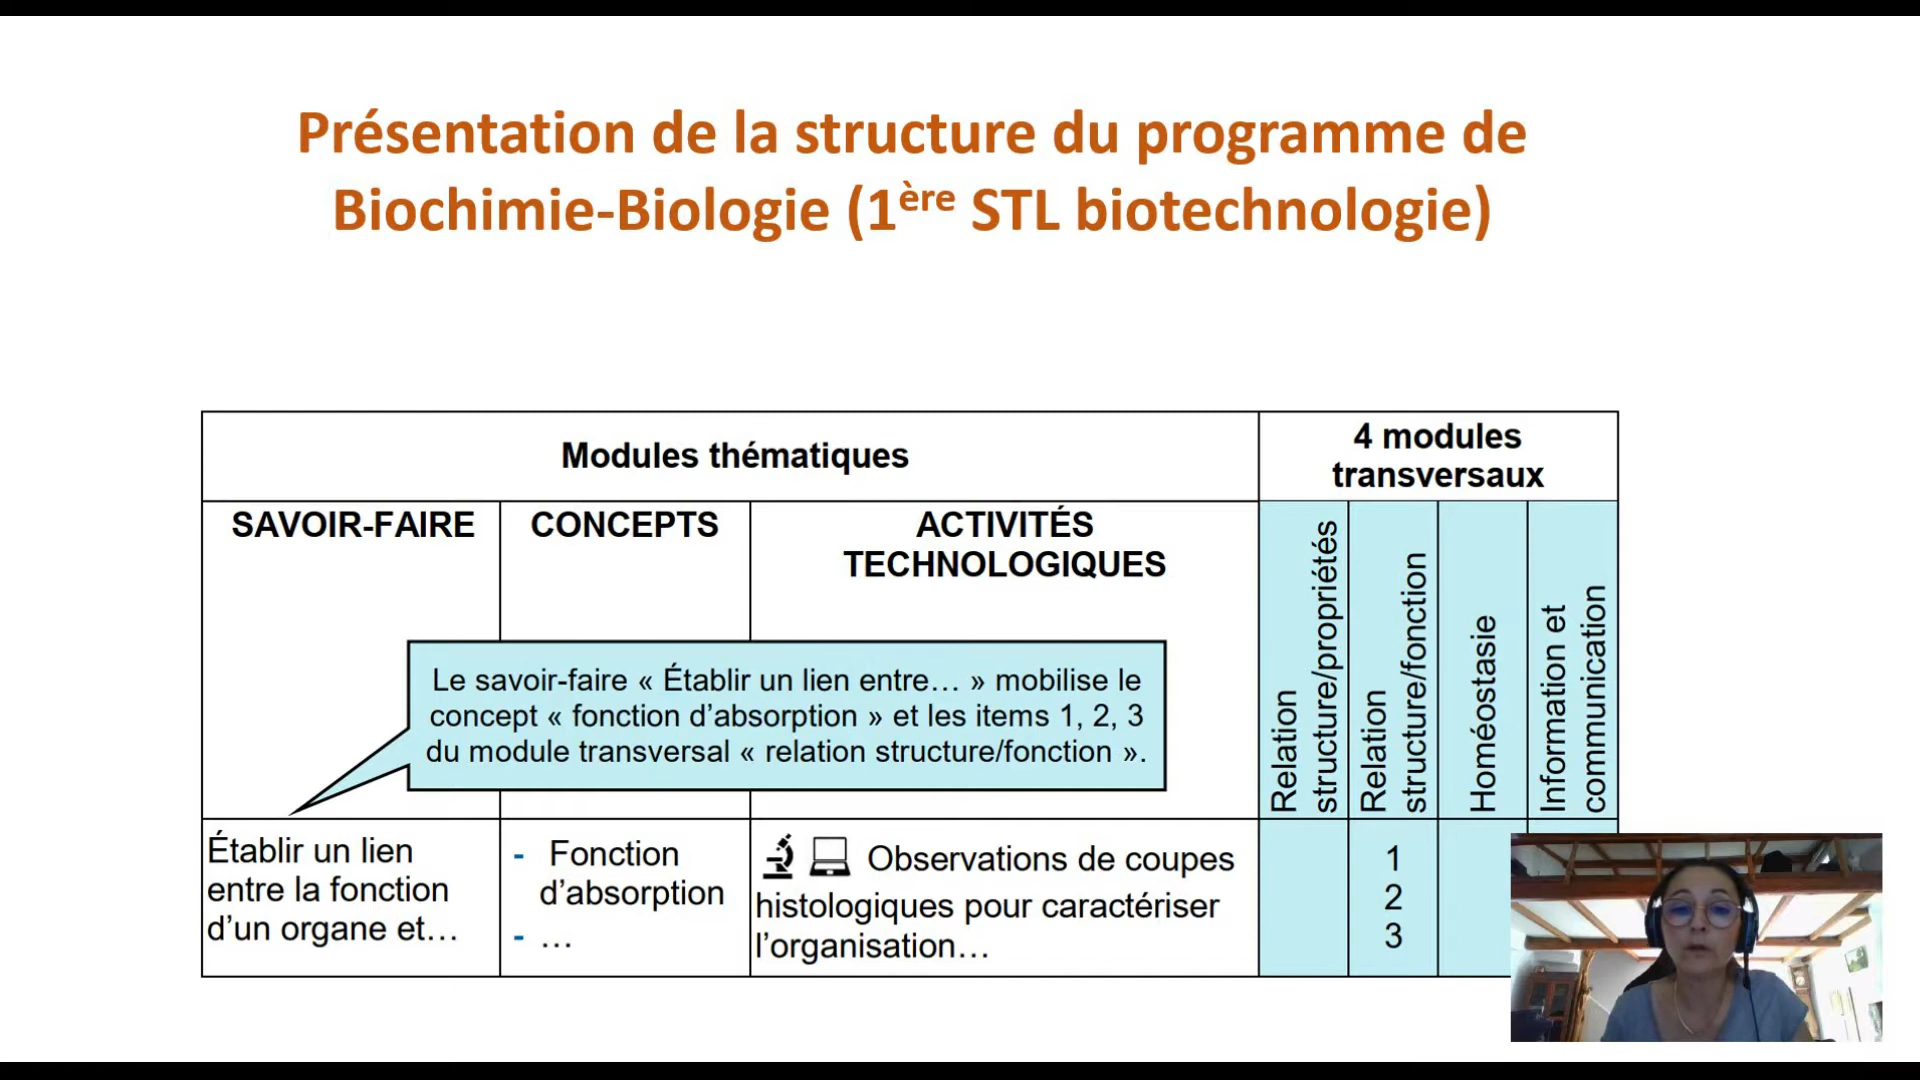 Présentation de la structure du programme de
Biochimie-Biologie (1ère STL biotechnologie)
Modules thématiques
4 modules
transversaux
SAVOIR-FAIRE
CONCEPTS
ACTIVITÉS
TECHNOLOGIQUES
Relation
structure/propriétés
Relation
structure/fonction
Homéostasie
Information et
communication
Le savoir-faire « Établir un lien entre… » mobilise le
concept « fonction d’absorption » et les items 1, 2, 3
du module transversal « relation structure/fonction ».
Établir un lien
entre la fonction
d’un organe et…
- Fonction
d’absorption
- …
Observations de coupes
histologiques pour caractériser
l’organisation…
1
2
3